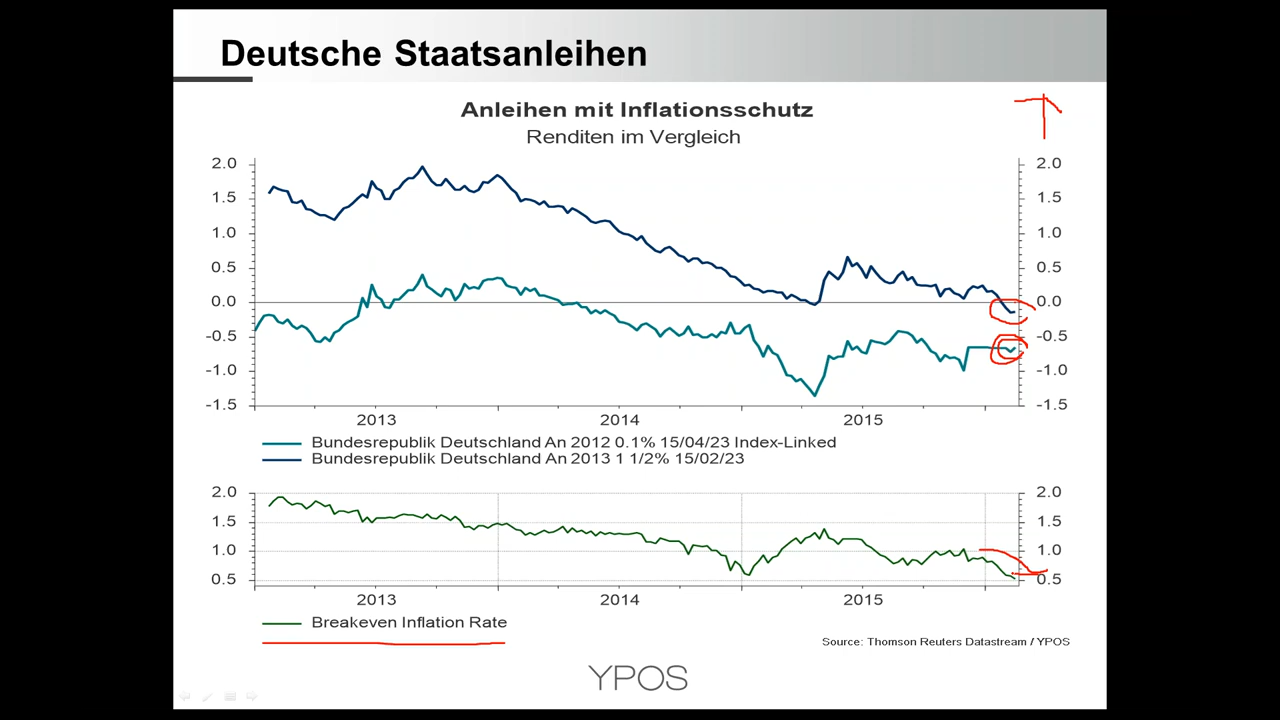 Deutsche Staatsanleihen
Anleihen mit Inflationsschutz
Renditen im Vergleich
2.0 2.0
1.5 1.5
1.0 1.0
0.5 0.5
0.0 0.0
-0.5 -0.5
-1.0 -1.0
-1.5 -1.5
2013 2014 2015
Bundesrepublik Deutschland An 2012 0.1% 15/04/23 Index-Linked
Bundesrepublik Deutschland An 2013 1 1/2% 15/02/23
2.0 2.0
1.5 1.5
1.0 1.0
0.5 0.5
2013 2014 2015
Breakeven Inflation Rate
Source: Thomson Reuters Datastream / YPOS
YPOS